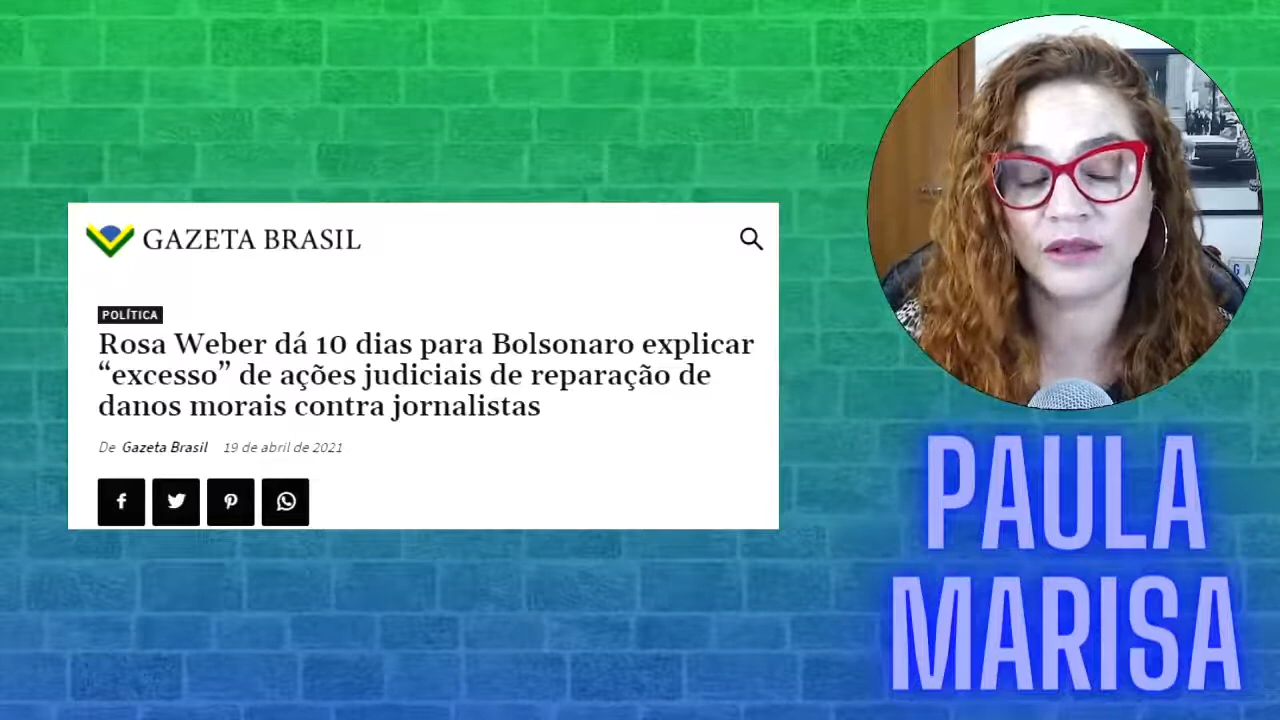 GAZETA BRASIL
POLÍTICA
Rosa Weber dá 10 dias para Bolsonaro explicar
“excesso” de ações judiciais de reparação de
danos morais contra jornalistas
De Gazeta Brasil 19 de abril de 2021
PAULA
MARISA